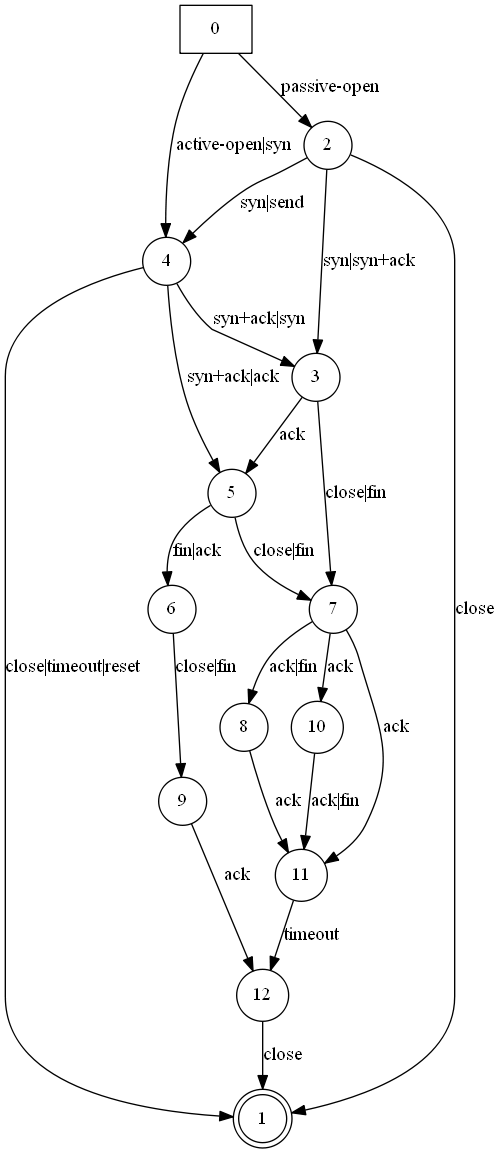 0
passive-open
2
active-open|syn
syn|send
4
syn|syn+ack
syn+ack|syn
3
syn+ack|ack
ack
5
close|fin
fin|ack
close|fin
6
7
close
close|timeout|reset
close|fin
ack|fin
ack
8
10
ack
9
ack
ack|fin
ack
11
timeout
12
close
1